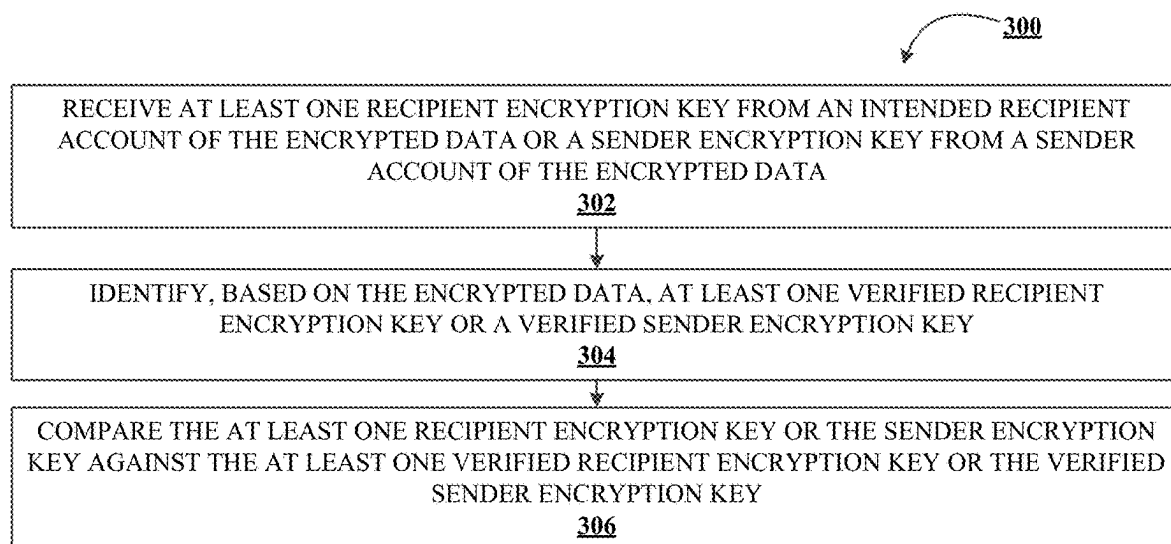 300
RECEIVE AT LEAST ONE RECIPIENT ENCRYPTION KEY FROM AN INTENDED RECIPIENT
ACCOUNT OF THE ENCRYPTED DATA OR A SENDER ENCRYPTION KEY FROM A SENDER
ACCOUNT OF THE ENCRYPTED DATA
302
IDENTIFY, BASED ON THE ENCRYPTED DATA, AT LEAST ONE VERIFIED RECIPIENT
ENCRYPTION KEY OR A VERIFIED SENDER ENCRYPTION KEY
304
COMPARE THE AT LEAST ONE RECIPIENT ENCRYPTION KEY OR THE SENDER ENCRYPTION
KEY AGAINST THE AT LEAST ONE VERIFIED RECIPIENT ENCRYPTION KEY OR THE VERIFIED
SENDER ENCRYPTION KEY
306